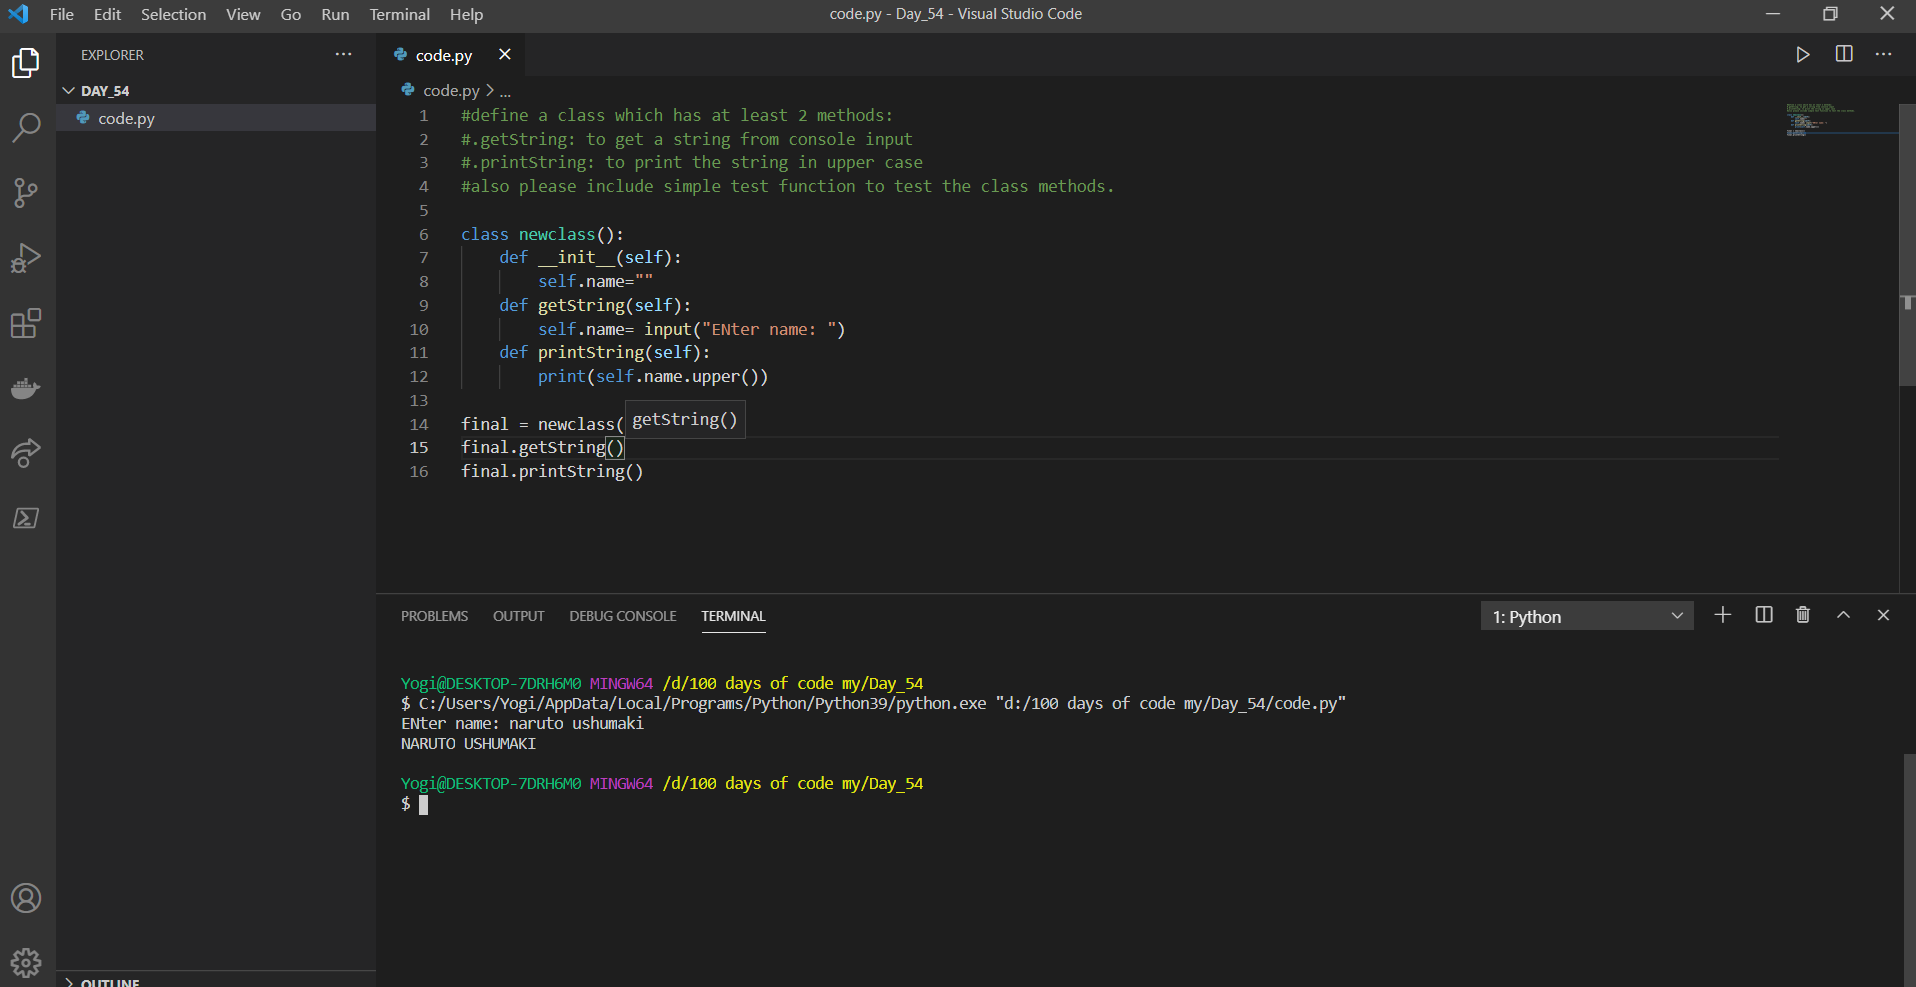 File Edit Selection View Go Run Terminal Help
code.py - Day_54 - Visual Studio Code
EXPLORER
DAY_54
code.py
OUTLINE
code.py
code.py > ...
1 #define a class which has at least 2 methods:
2 #.getString: to get a string from console input
3 #.printString: to print the string in upper case
4 #also please include simple test function to test the class methods.
5
6 class newclass():
7 def __init__(self):
8 self.name=""
9 def getString(self):
10 self.name= input("ENter name: ")
11 def printString(self):
12 print(self.name.upper())
13
14 final = newclass(
getString()
15 final.getString()
16 final.printString()
PROBLEMS OUTPUT DEBUG CONSOLE TERMINAL
1: Python
Yogi@DESKTOP-7DRH6M0 MINGW64 /d/100 days of code my/Day_54
$ C:/Users/Yogi/AppData/Local/Programs/Python/Python39/python.exe "d:/100 days of code my/Day_54/code.py"
ENter name: naruto ushumaki
NARUTO USHUMAKI
Yogi@DESKTOP-7DRH6M0 MINGW64 /d/100 days of code my/Day_54
$